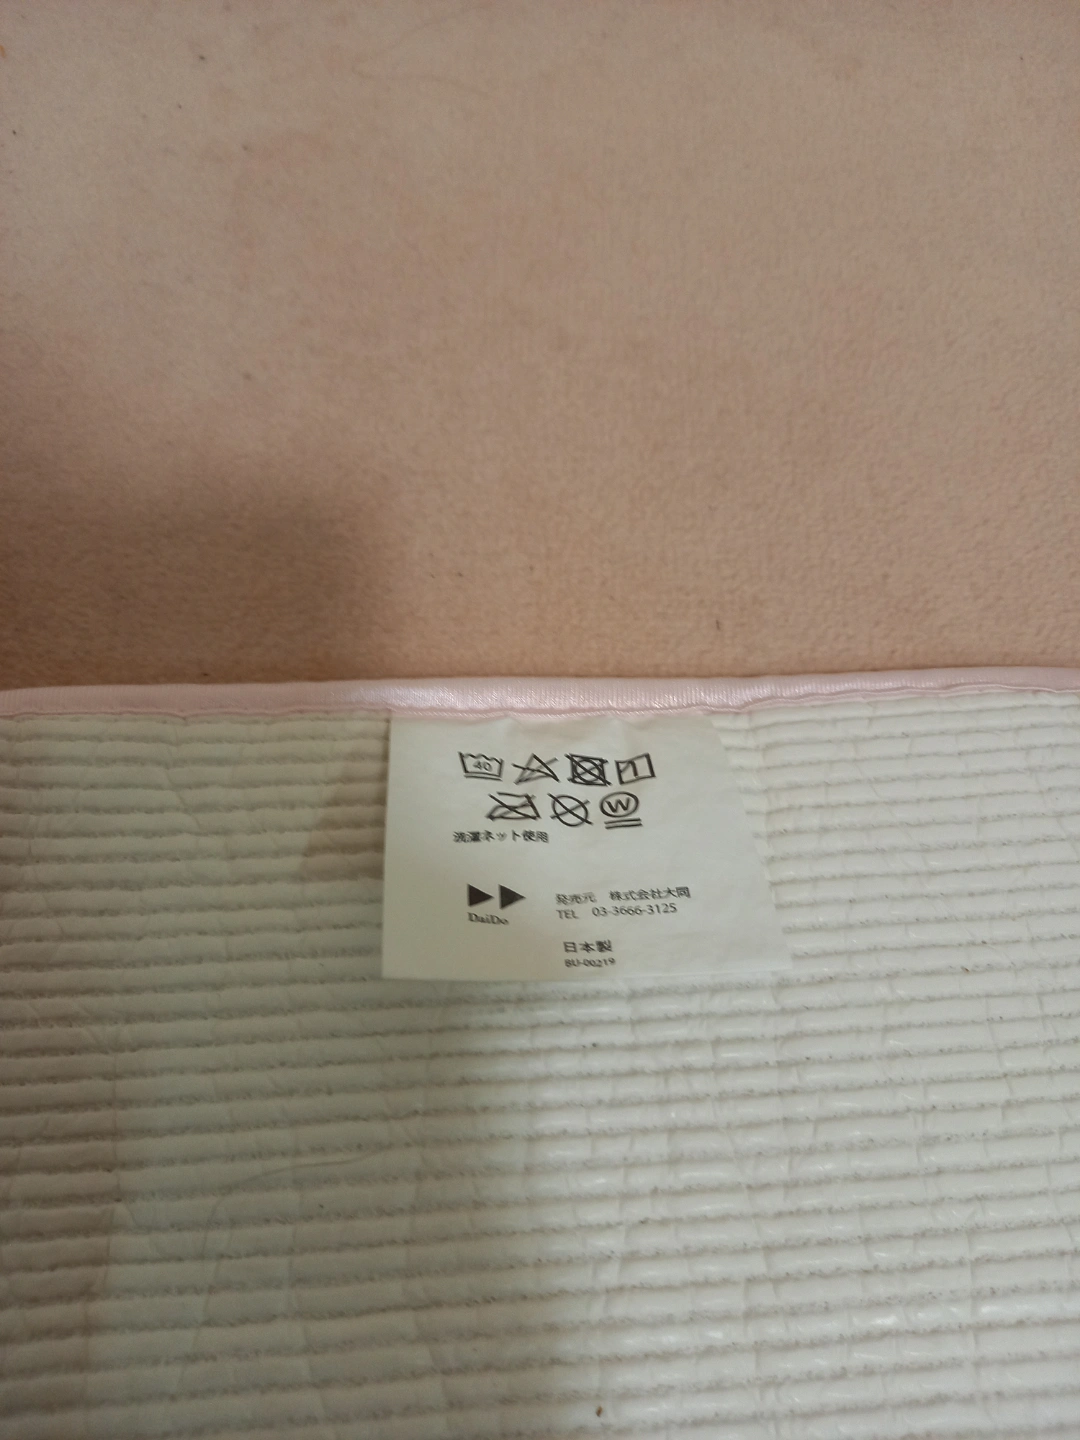 40
W
洗濯ネット使用
DaiDo
発売元 株式会社大同
TEL 03-3666-3125
日本製
BU-00219